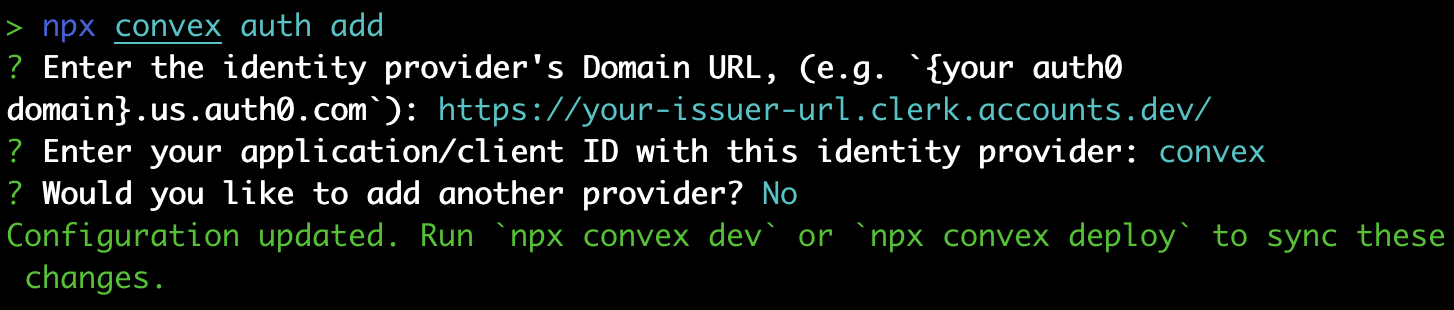 > npx convex auth add
? Enter the identity provider's Domain URL, (e.g. `{your auth0
domain}.us.auth0.com`): https://your-issuer-url.clerk.accounts.dev/
? Enter your application/client ID with this identity provider: convex
? Would you like to add another provider? No
Configuration updated. Run `npx convex dev` or `npx convex deploy` to sync these
changes.